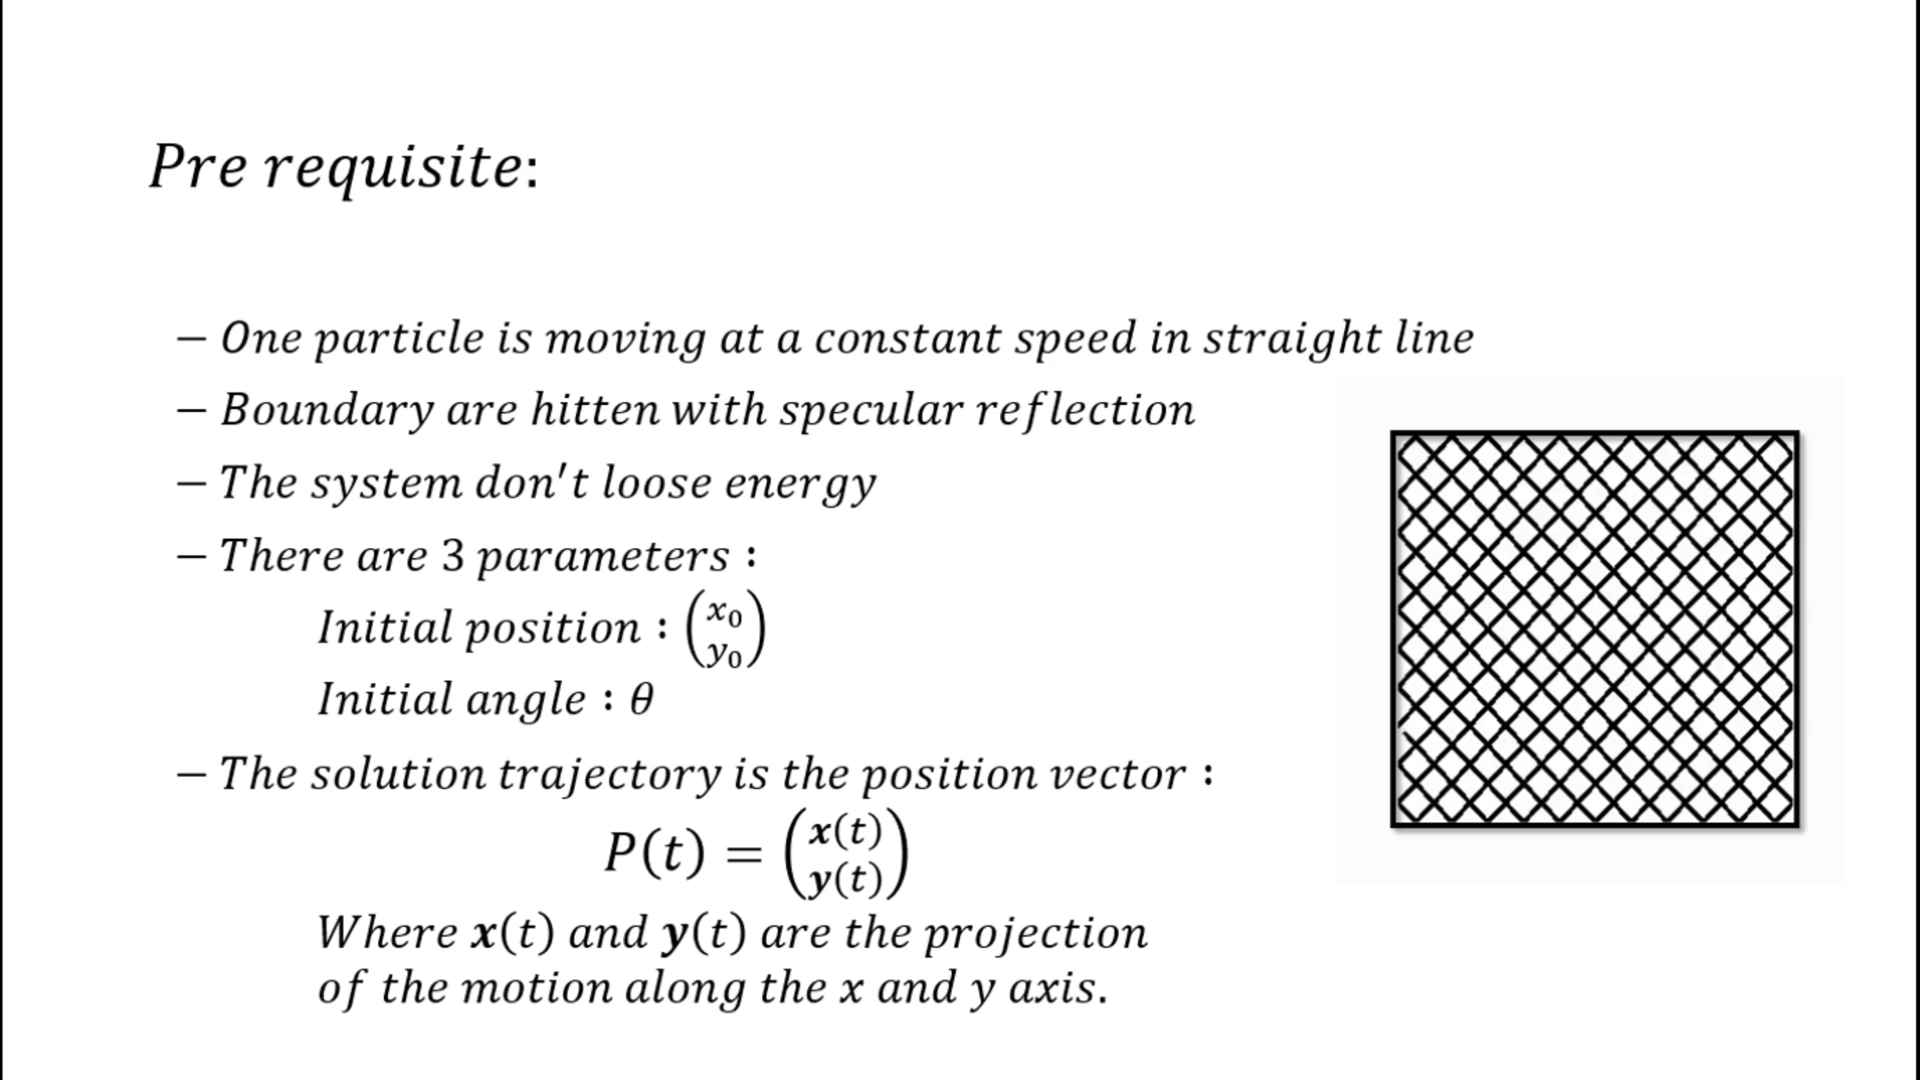 Pre requisite:
– One particle is moving at a constant speed in straight line
– Boundary are hitten with specular reflection
– The system don't loose energy
– There are 3 parameters :
Initial position : (x₀ y₀)
Initial angle : θ
– The solution trajectory is the position vector :
P(t) = (x(t) y(t))
Where x(t) and y(t) are the projection
of the motion along the x and y axis.